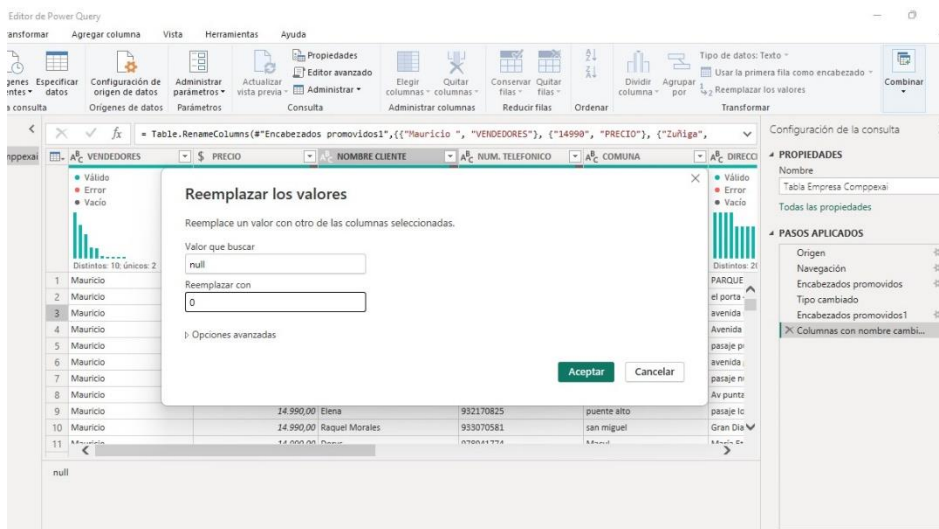 Editor de Power Query
ransformar Agregar columna Vista Herramientas Ayuda
Especificar datos
Configuración de origen de datos
Orígenes de datos
Administrar parámetros
Parámetros
Actualizar vista previa
Propiedades
Editor avanzado
Administrar
Consulta
Elegir columnas
Quitar columnas
Administrar columnas
Conservar filas
Quitar filas
Reducir filas
Ordenar
Dividir columna
Agrupar por
Tipo de datos: Texto
Usar la primera fila como encabezado
Reemplazar los valores
Transformar
Combinar
fx = Table.RenameColumns(#"Encabezados promovidos1",{{"Mauricio ", "VENDEDORES"}, {"14990", "PRECIO"}, {"Zuñiga",
VENDEDORES $ PRECIO NOMBRE CLIENTE NUM. TELEFONICO COMUNA DIRECCI
Válido
Error
Vacío
Distintos: 10; únicos: 2
Reemplazar los valores
Reemplace un valor con otro de las columnas seleccionadas.
Valor que buscar
null
Reemplazar con
0
Opciones avanzadas
Aceptar Cancelar
Válido
Error
Vacío
Distintos: 20
1 Mauricio PARQUE
2 Mauricio el porta
3 Mauricio avenida
4 Mauricio Avenida
5 Mauricio
6 Mauricio avenida
7 Mauricio
8 Mauricio Av punta
9 Mauricio 14.990,00 Elena 932170825 puente alto pasaje lo
10 Mauricio 14.990,00 Raquel Morales 933070581 san miguel Gran Dia
11
null
Configuración de la consulta
PROPIEDADES
Nombre
Tabla Empresa Comppexai
Todas las propiedades
PASOS APLICADOS
Origen
Navegación
Encabezados promovidos
Tipo cambiado
Encabezados promovidos1
Columnas con nombre cambi...